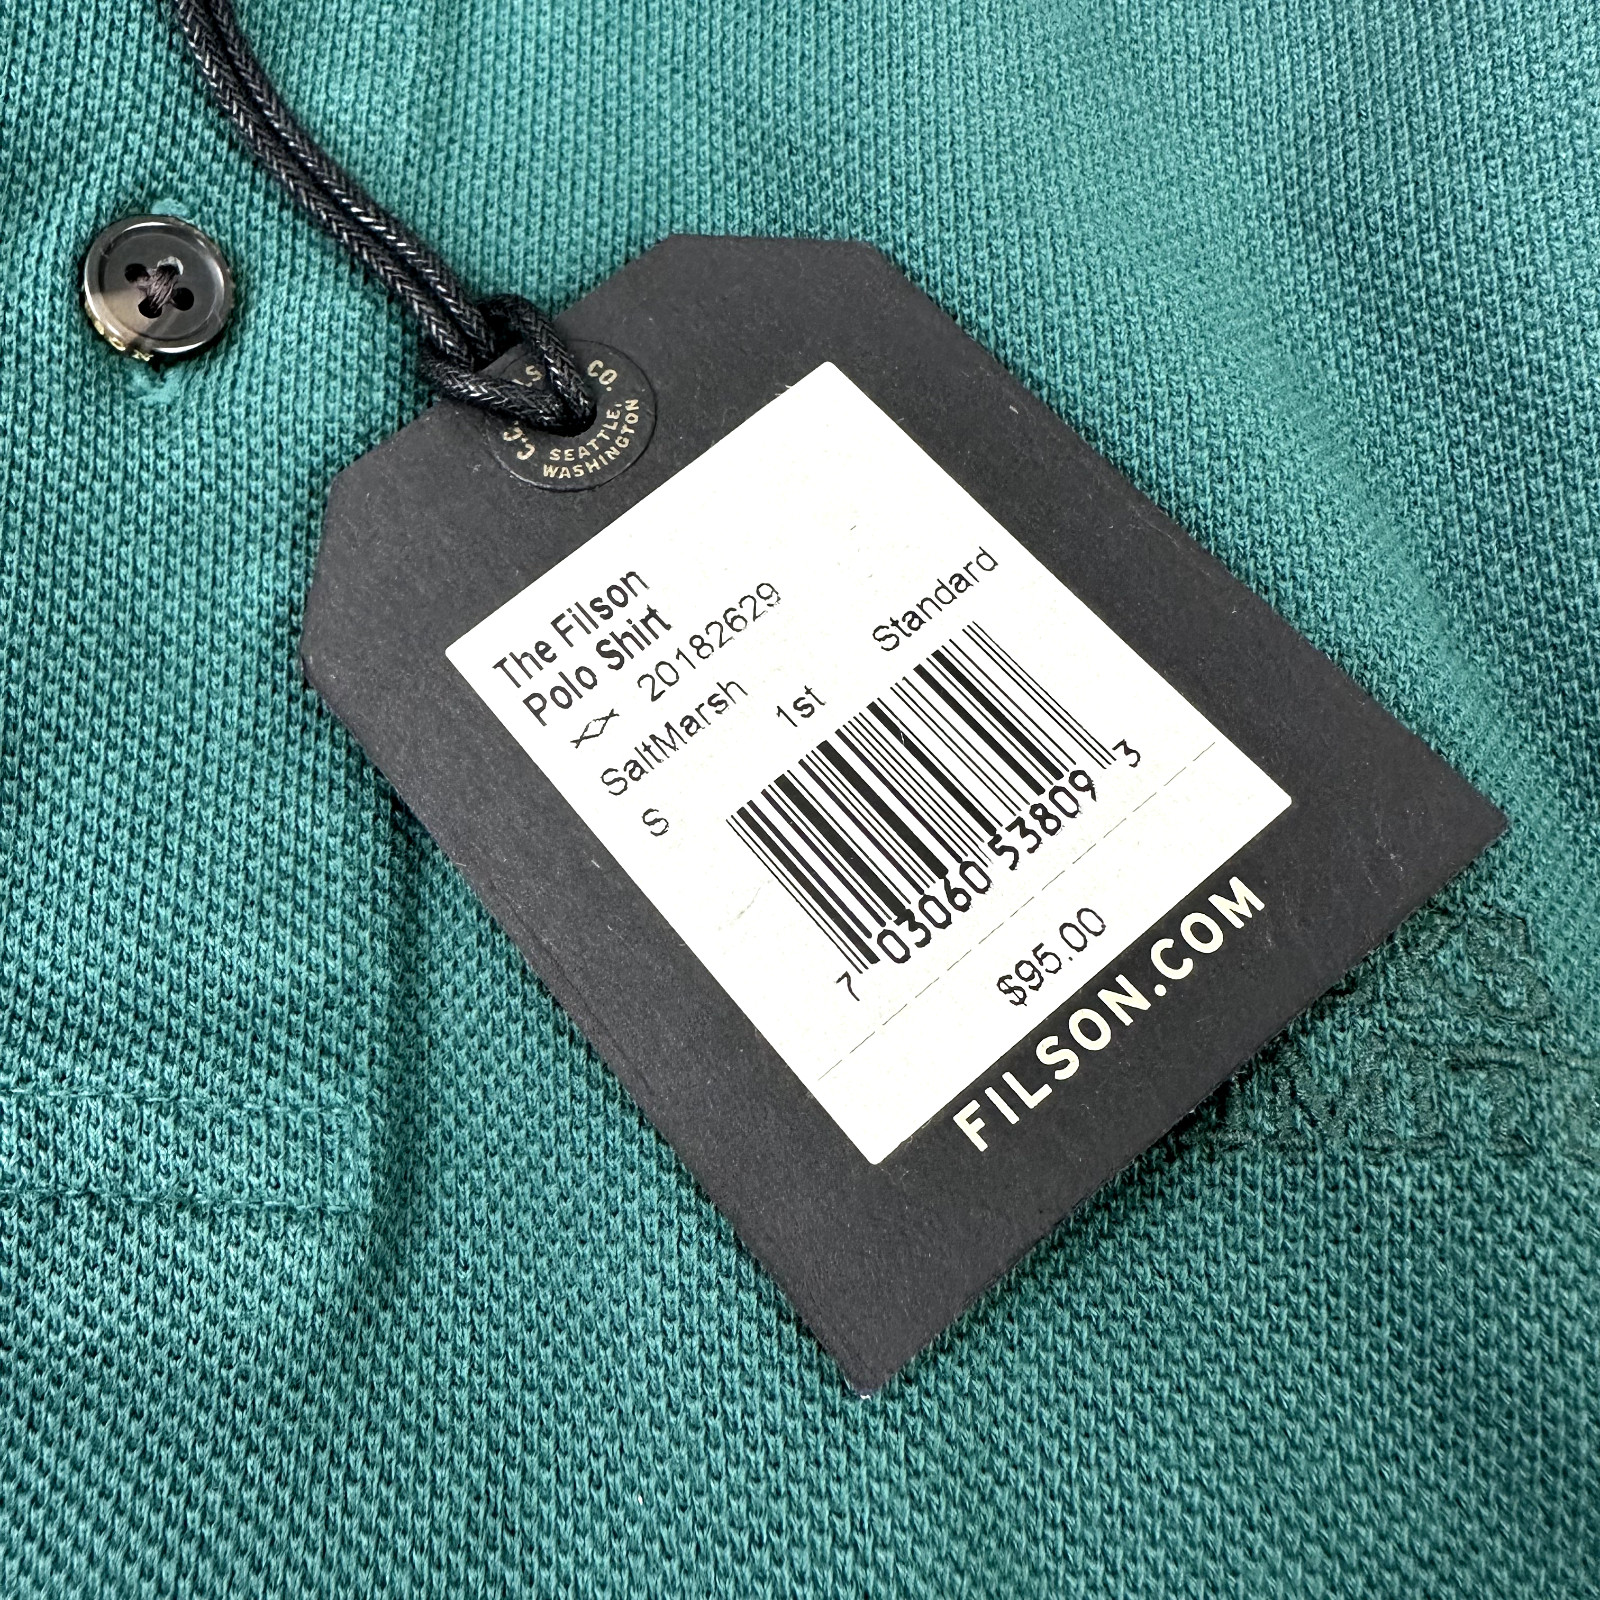 CO.
SEATTLE,
WASHINGTON
The Filson
Polo Shirt
20182629
SaltMarsh
S 1st Standard
7 03060 53809 3
$95.00
FILSON.COM